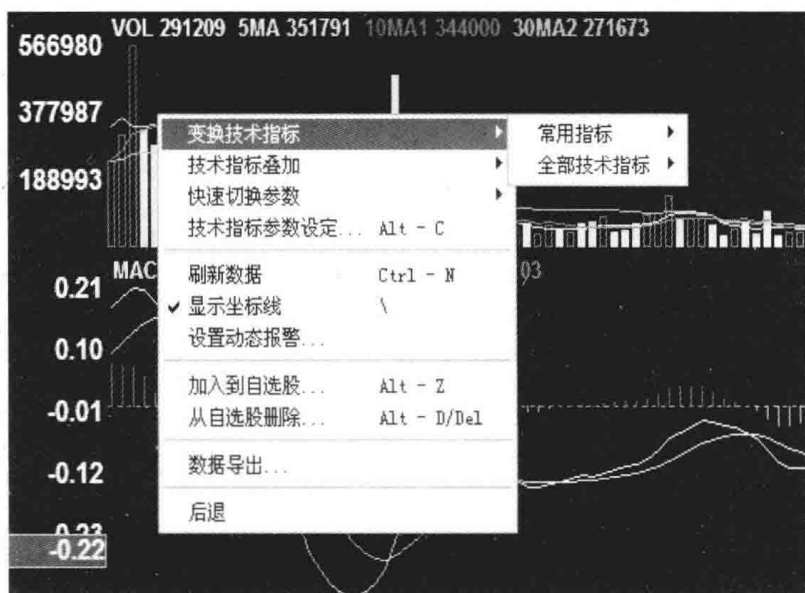 VOL 291209 5MA 351791 10MA1 344000 30MA2 271673
566980
377987
188993
变换技术指标
常用指标
技术指标叠加
全部技术指标
快速切换参数
技术指标参数设定... Alt - C
MAC
刷新数据 Ctrl - N
03
0.21
✓ 显示坐标线 \
设置动态报警...
0.10
加入到自选股... Alt - Z
-0.01
从自选股删除... Alt - D/Del
数据导出...
-0.12
后退
-0.22